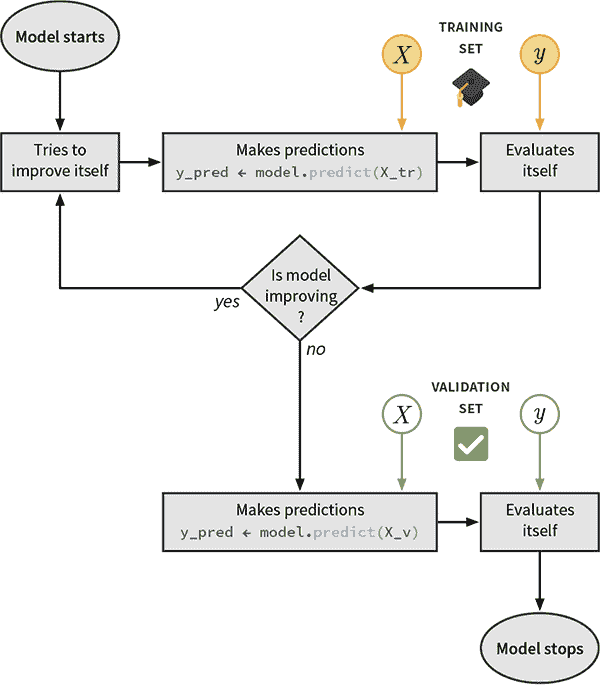 Model starts
TRAINING
SET
X
y
Tries to
improve itself
Makes predictions
y_pred ← model.predict(X_tr)
Evaluates
itself
Is model
improving
?
yes
no
VALIDATION
SET
X
y
Makes predictions
y_pred ← model.predict(X_v)
Evaluates
itself
Model stops